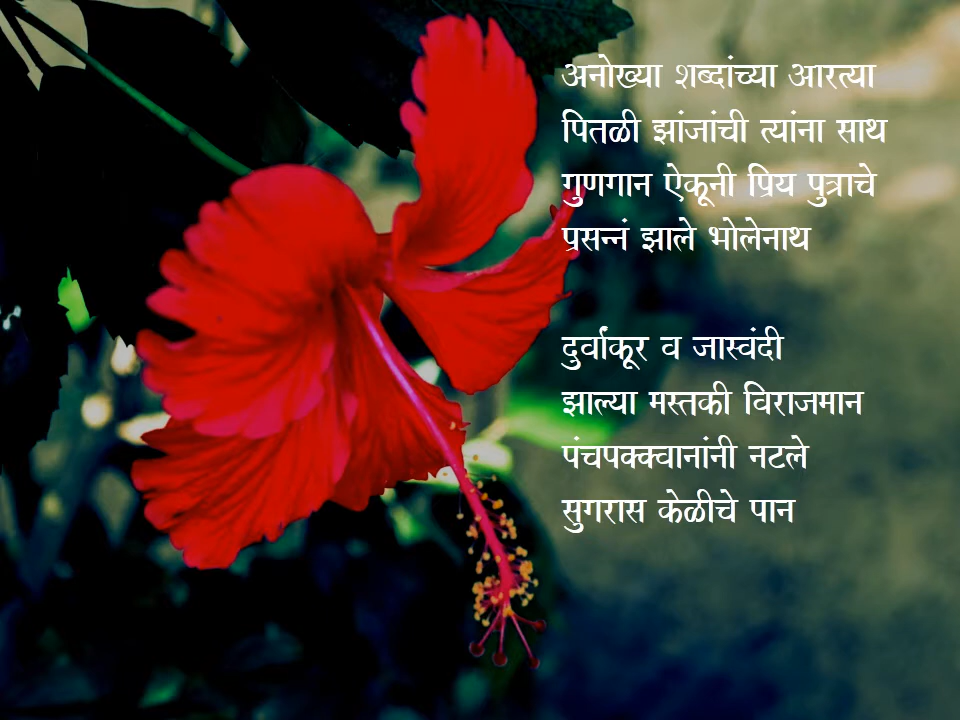 अनोख्या शब्दांच्या आरत्या
पितळी झांजांची त्यांना साथ
गुणगान ऐकूनी प्रिय पुत्राचे
प्रसन्नं झाले भोलेनाथ
दुर्वांकूर व जास्वंदी
झाल्या मस्तकी विराजमान
पंचपक्क्वानांनी नटले
सुगरास केळीचे पान